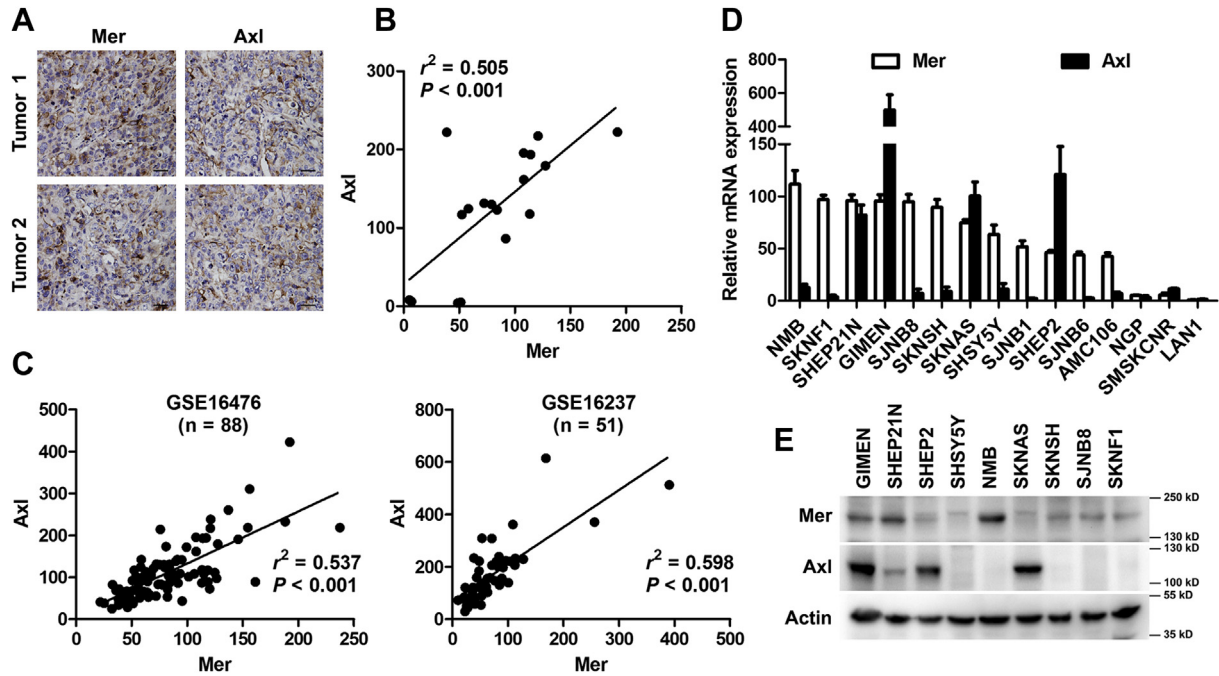 A
Mer Axl
Tumor 1
Tumor 2
B
r² = 0.505
P < 0.001
300
200
100
0
Axl
0 50 100 150 200 250
Mer
C
GSE16476
(n = 88)
500
400
300
200
100
0
Axl
r² = 0.537
P < 0.001
0 50 100 150 200 250
Mer
GSE16237
(n = 51)
800
600
400
200
0
Axl
r² = 0.598
P < 0.001
0 100 200 300 400 500
Mer
D
Mer Axl
Relative mRNA expression
800
600
400
150
100
50
0
NMB
SKNF1
SHEP21N
GIMEN
SJNB8
SKNSH
SKNAS
SHSY5Y
SJNB1
SHEP2
SJNB6
AMC106
NGP
SMSKCNR
LAN1
E
GIMEN
SHEP21N
SHEP2
SHSY5Y
NMB
SKNAS
SKNSH
SJNB8
SKNF1
Mer
250 kD
130 kD
Axl
130 kD
100 kD
Actin
55 kD
35 kD